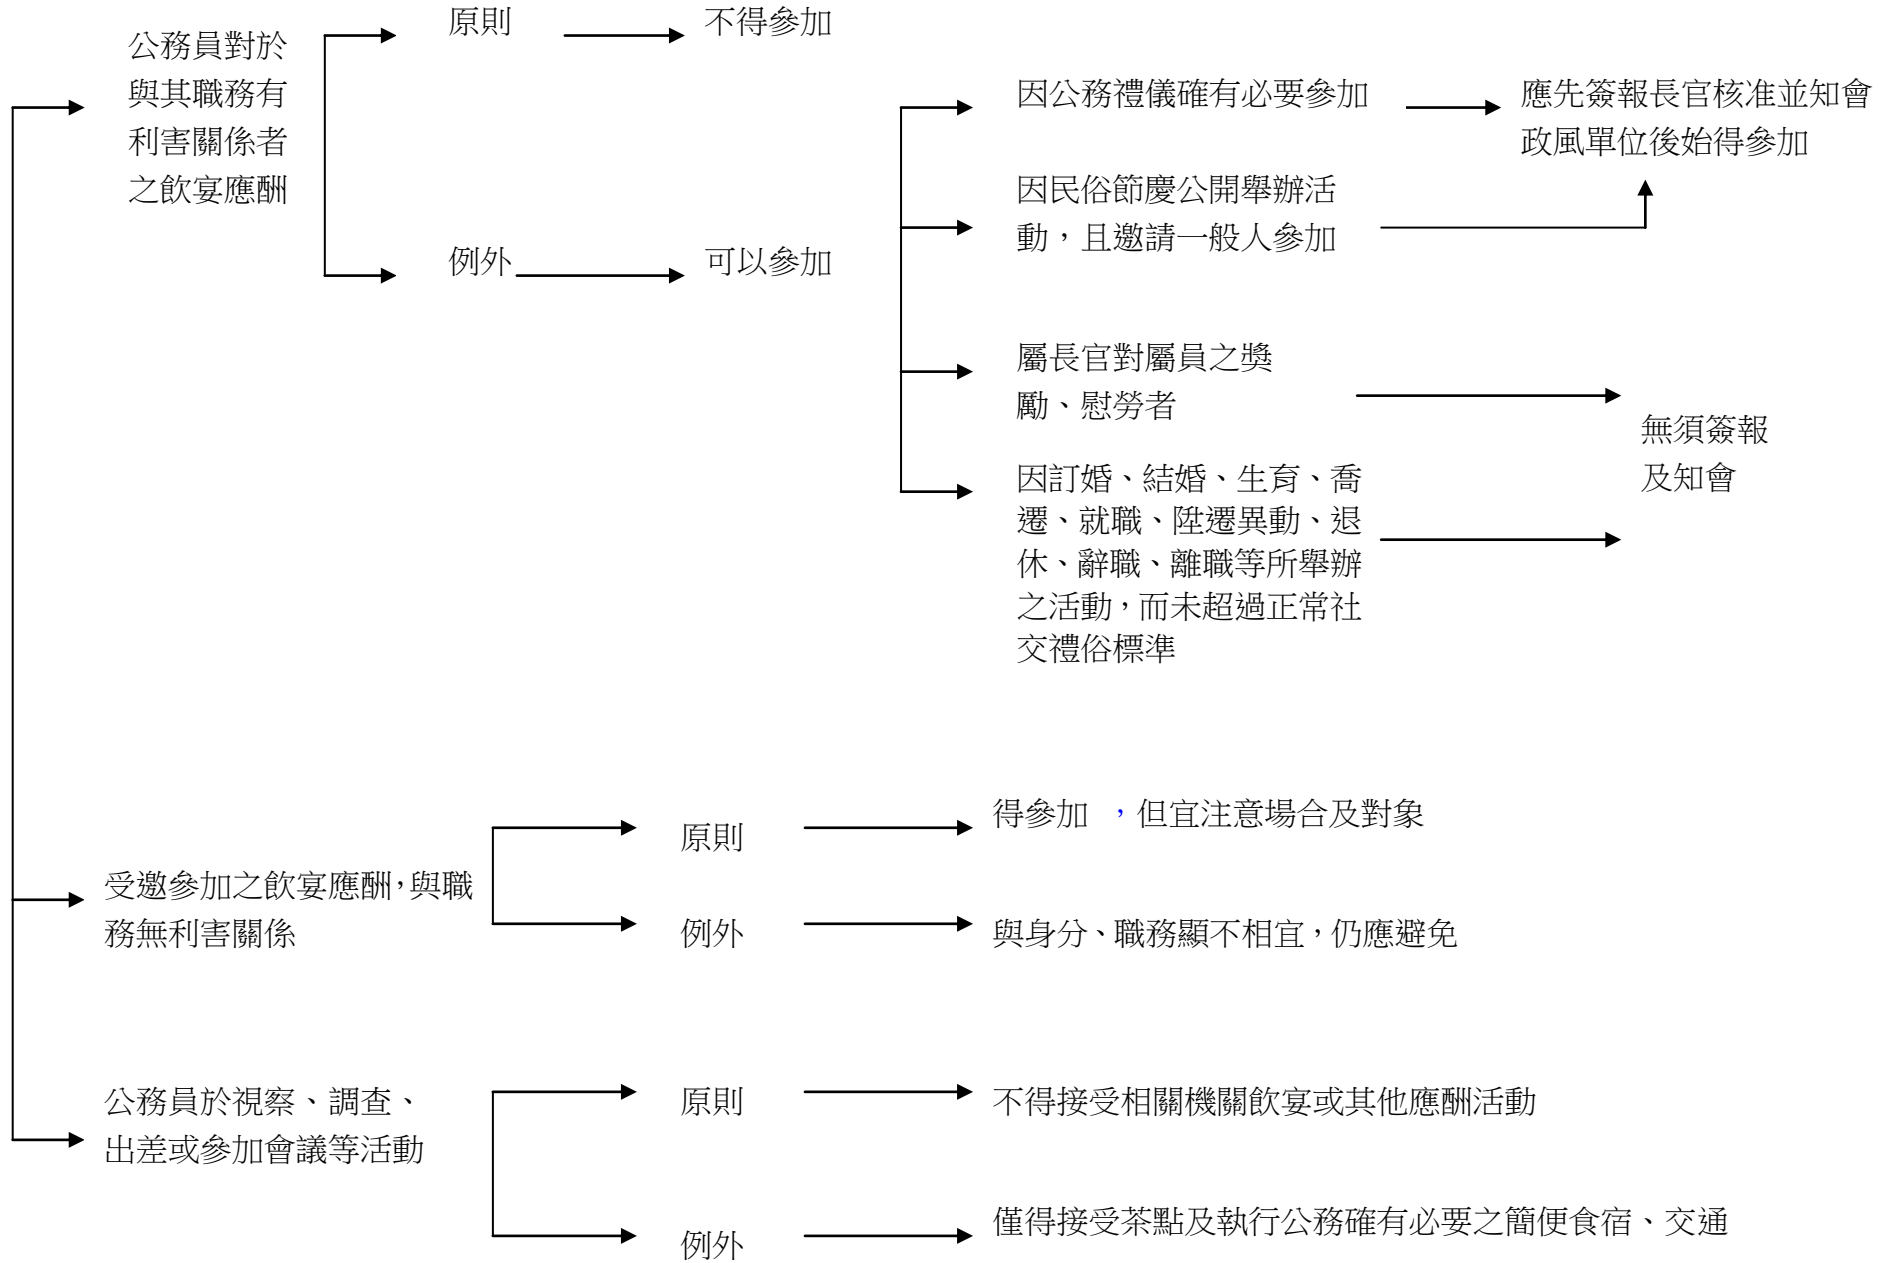 公務員對於
與其職務有
利害關係者
之飲宴應酬
原則
不得參加
例外
可以參加
因公務禮儀確有必要參加
應先簽報長官核准並知會
政風單位後始得參加
因民俗節慶公開舉辦活
動，且邀請一般人參加
屬長官對屬員之獎
勵、慰勞者
無須簽報
及知會
因訂婚、結婚、生育、喬
遷、就職、陞遷異動、退
休、辭職、離職等所舉辦
之活動，而未超過正常社
交禮俗標準
受邀參加之飲宴應酬，與職
務無利害關係
原則
得參加 ，但宜注意場合及對象
例外
與身分、職務顯不相宜，仍應避免
公務員於視察、調查、
出差或參加會議等活動
原則
不得接受相關機關飲宴或其他應酬活動
例外
僅得接受茶點及執行公務確有必要之簡便食宿、交通